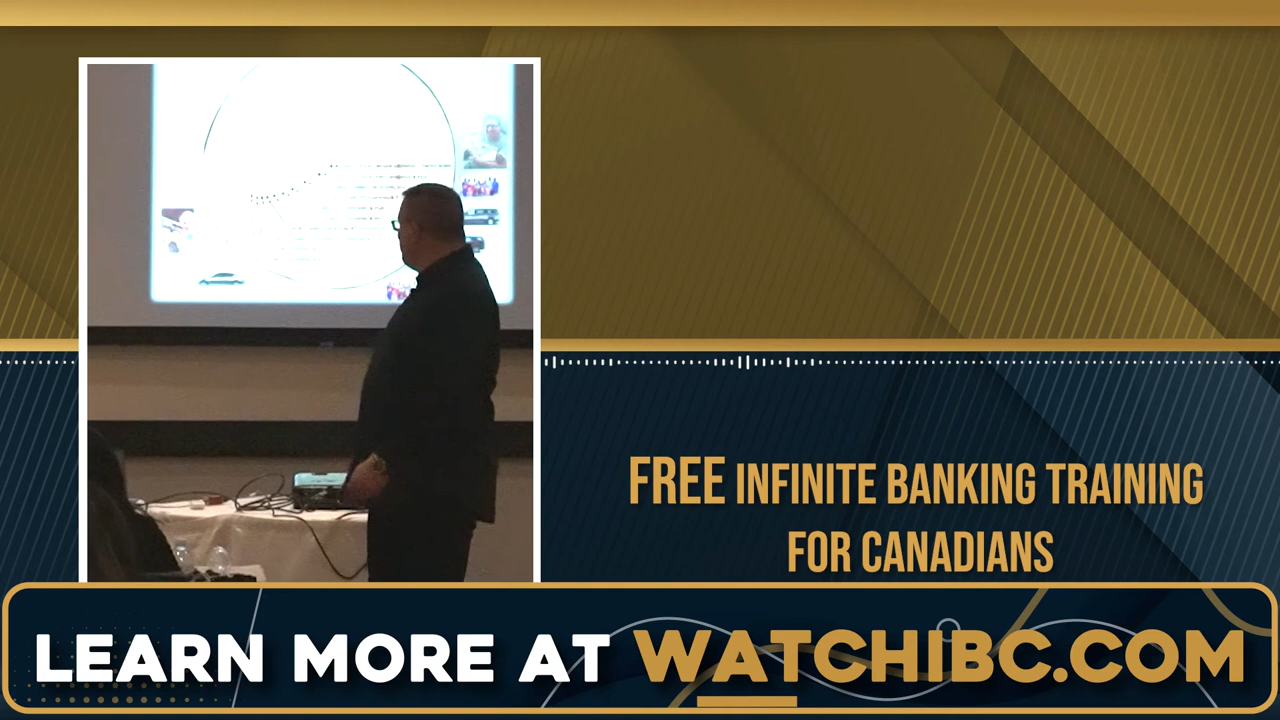 FREE INFINITE BANKING TRAINING
FOR CANADIANS
LEARN MORE AT WATCHIBC.COM